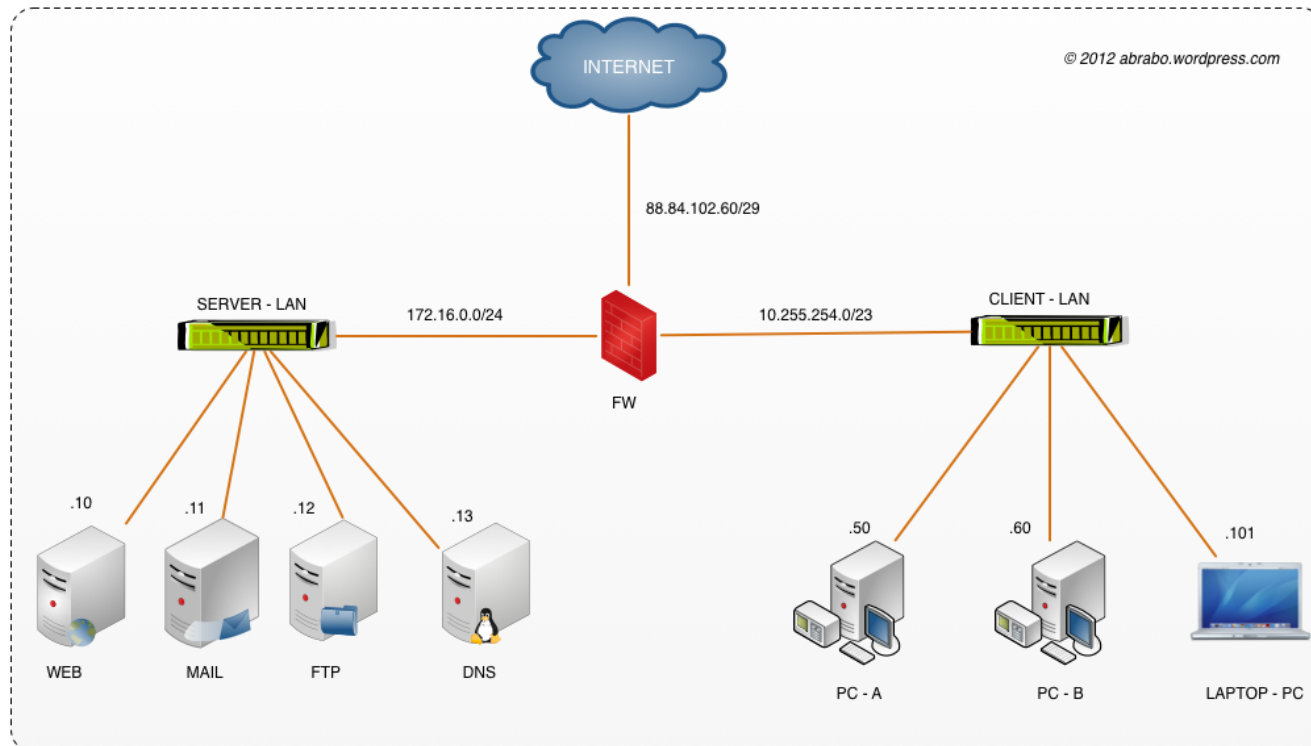 INTERNET
© 2012 abrabo.wordpress.com
88.84.102.60/29
SERVER - LAN
172.16.0.0/24
10.255.254.0/23
CLIENT - LAN
FW
.10
.11
.12
.13
.50
.60
.101
WEB
MAIL
FTP
DNS
PC - A
PC - B
LAPTOP - PC